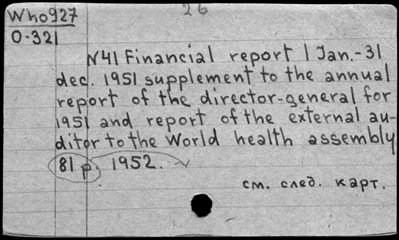 Who927
26
O-321
N41 Financial report 1 Jan.-31
dec. 1951 supplement to the annual
report of the director-general for
1951 and report of the external au-
ditor to the World health assembly
81 p. 1952.
см. след. карт.